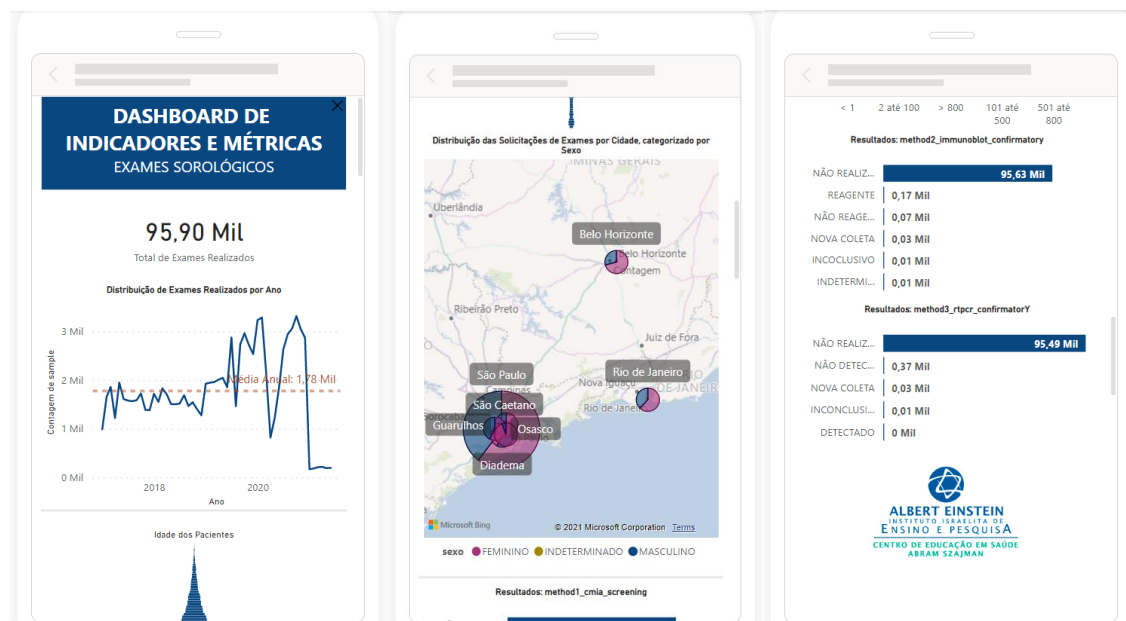 DASHBOARD DE
INDICADORES E MÉTRICAS
EXAMES SOROLÓGICOS
95,90 Mil
Total de Exames Realizados
Distribuição de Exames Realizados por Ano
Contagem de sample
3 Mil
2 Mil
1 Mil
0 Mil
Média Anual: 1,78 Mil
2018
2020
Ano
Idade dos Pacientes
Distribuição das Solicitações de Exames por Cidade, categorizado por
Sexo
MINAS GERAIS
Uberlândia
Belo Horizonte
Belo Horizonte
Contagem
Ribeirão Preto
Juiz de Fora
São Paulo
Rio de Janeiro
Campinas
Nova Iguaçu
RIO
DE JANEIRO
São Caetano
Sorocaba
Rio de Janei
Guarulhos
Osasco
Diadema
Microsoft Bing
© 2021 Microsoft Corporation Terms
sexo FEMININO INDETERMINADO MASCULINO
Resultados: method1_cmia_screening
< 1 2 até 100 > 800 101 até 501 até
500 800
Resultados: method2_immunoblot_confirmatory
NÃO REALIZ... 95,63 Mil
REAGENTE 0,17 Mil
NÃO REAGE... 0,07 Mil
NOVA COLETA 0,03 Mil
INCOCLUSIVO 0,01 Mil
INDETERMI... 0,01 Mil
Resultados: method3_rtpcr_confirmatorY
NÃO REALIZ... 95,49 Mil
NÃO DETEC... 0,37 Mil
NOVA COLETA 0,03 Mil
INCONCLUSI... 0,01 Mil
DETECTADO 0 Mil
ALBERT EINSTEIN
INSTITUTO ISRAELITA DE
ENSINO E PESQUISA
CENTRO DE EDUCAÇÃO EM SAÚDE
ABRAM SZAJMAN